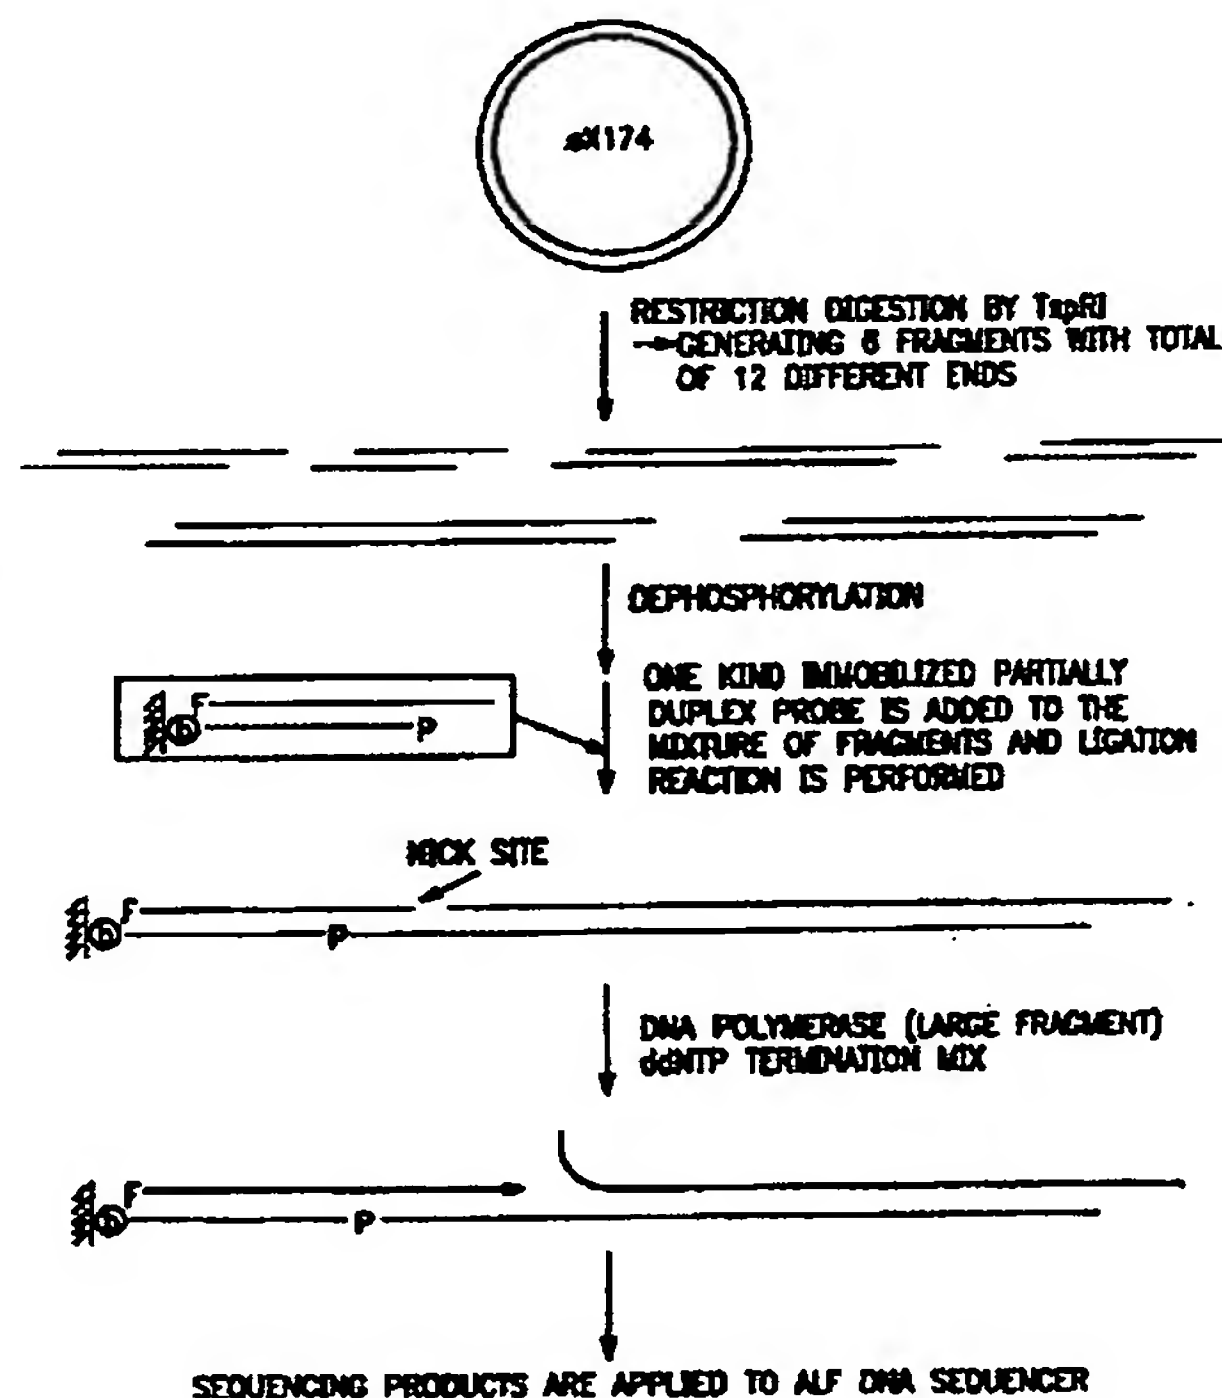 øX174
RESTRICTION DIGESTION BY TspRI
→GENERATING 6 FRAGMENTS WITH TOTAL
OF 12 DIFFERENT ENDS
DEPHOSPHORYLATION
ONE KIND IMMOBILIZED PARTIALLY
DUPLEX PROBE IS ADDED TO THE
MIXTURE OF FRAGMENTS AND LIGATION
REACTION IS PERFORMED
F
b P
NICK SITE
F
b P
DNA POLYMERASE (LARGE FRAGMENT)
ddNTP TERMINATION MIX
F
b P
SEQUENCING PRODUCTS ARE APPLIED TO ALF DNA SEQUENCER